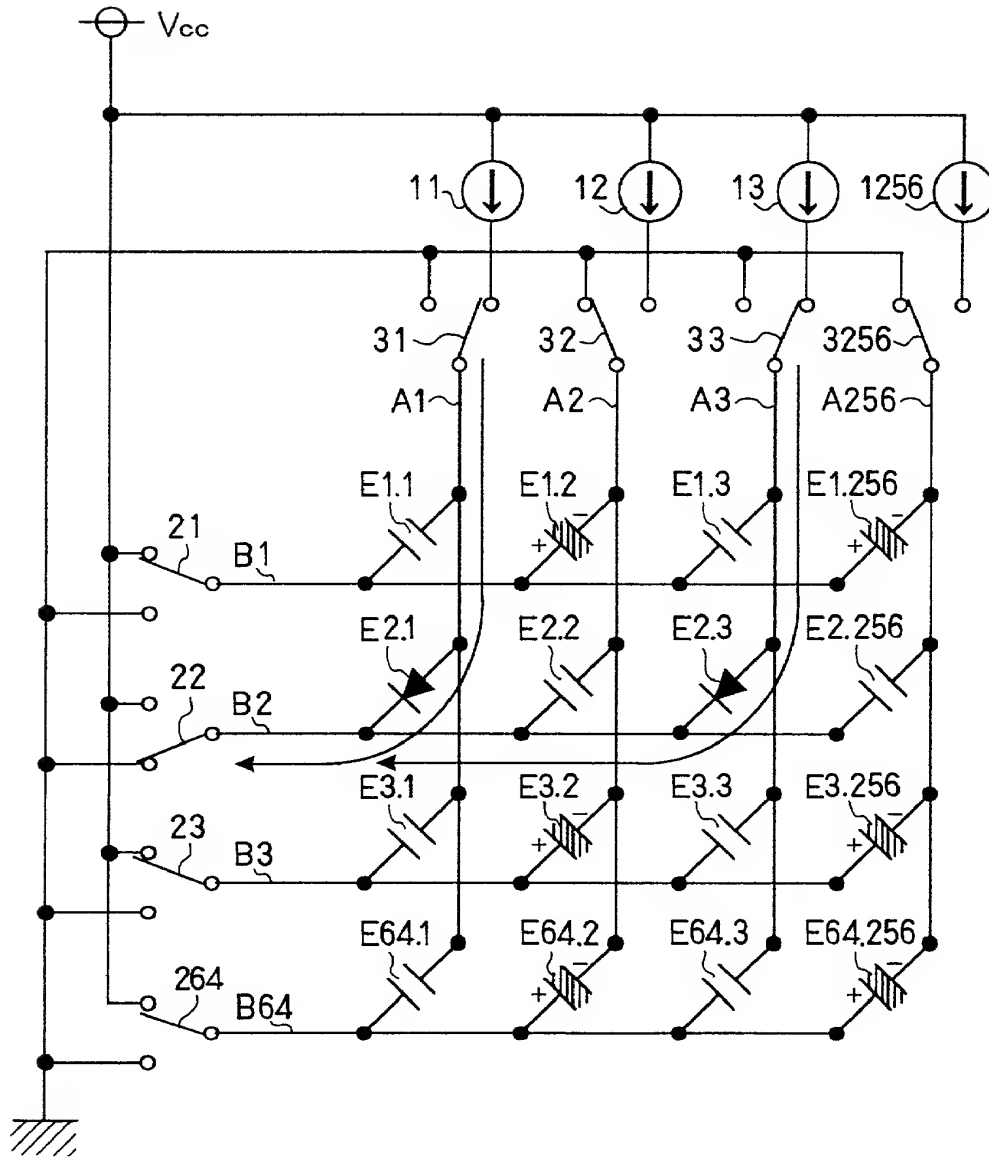 Vcc
11 12 13 1256
31 32 33 3256
A1 A2 A3 A256
E1.1 E1.2 E1.3 E1.256
− −
21 B1 + +
E2.1 E2.2 E2.3 E2.256
22 B2
E3.1 E3.2 E3.3 E3.256
− −
23 B3 + +
E64.1 E64.2 E64.3 E64.256
− −
264 B64 + +